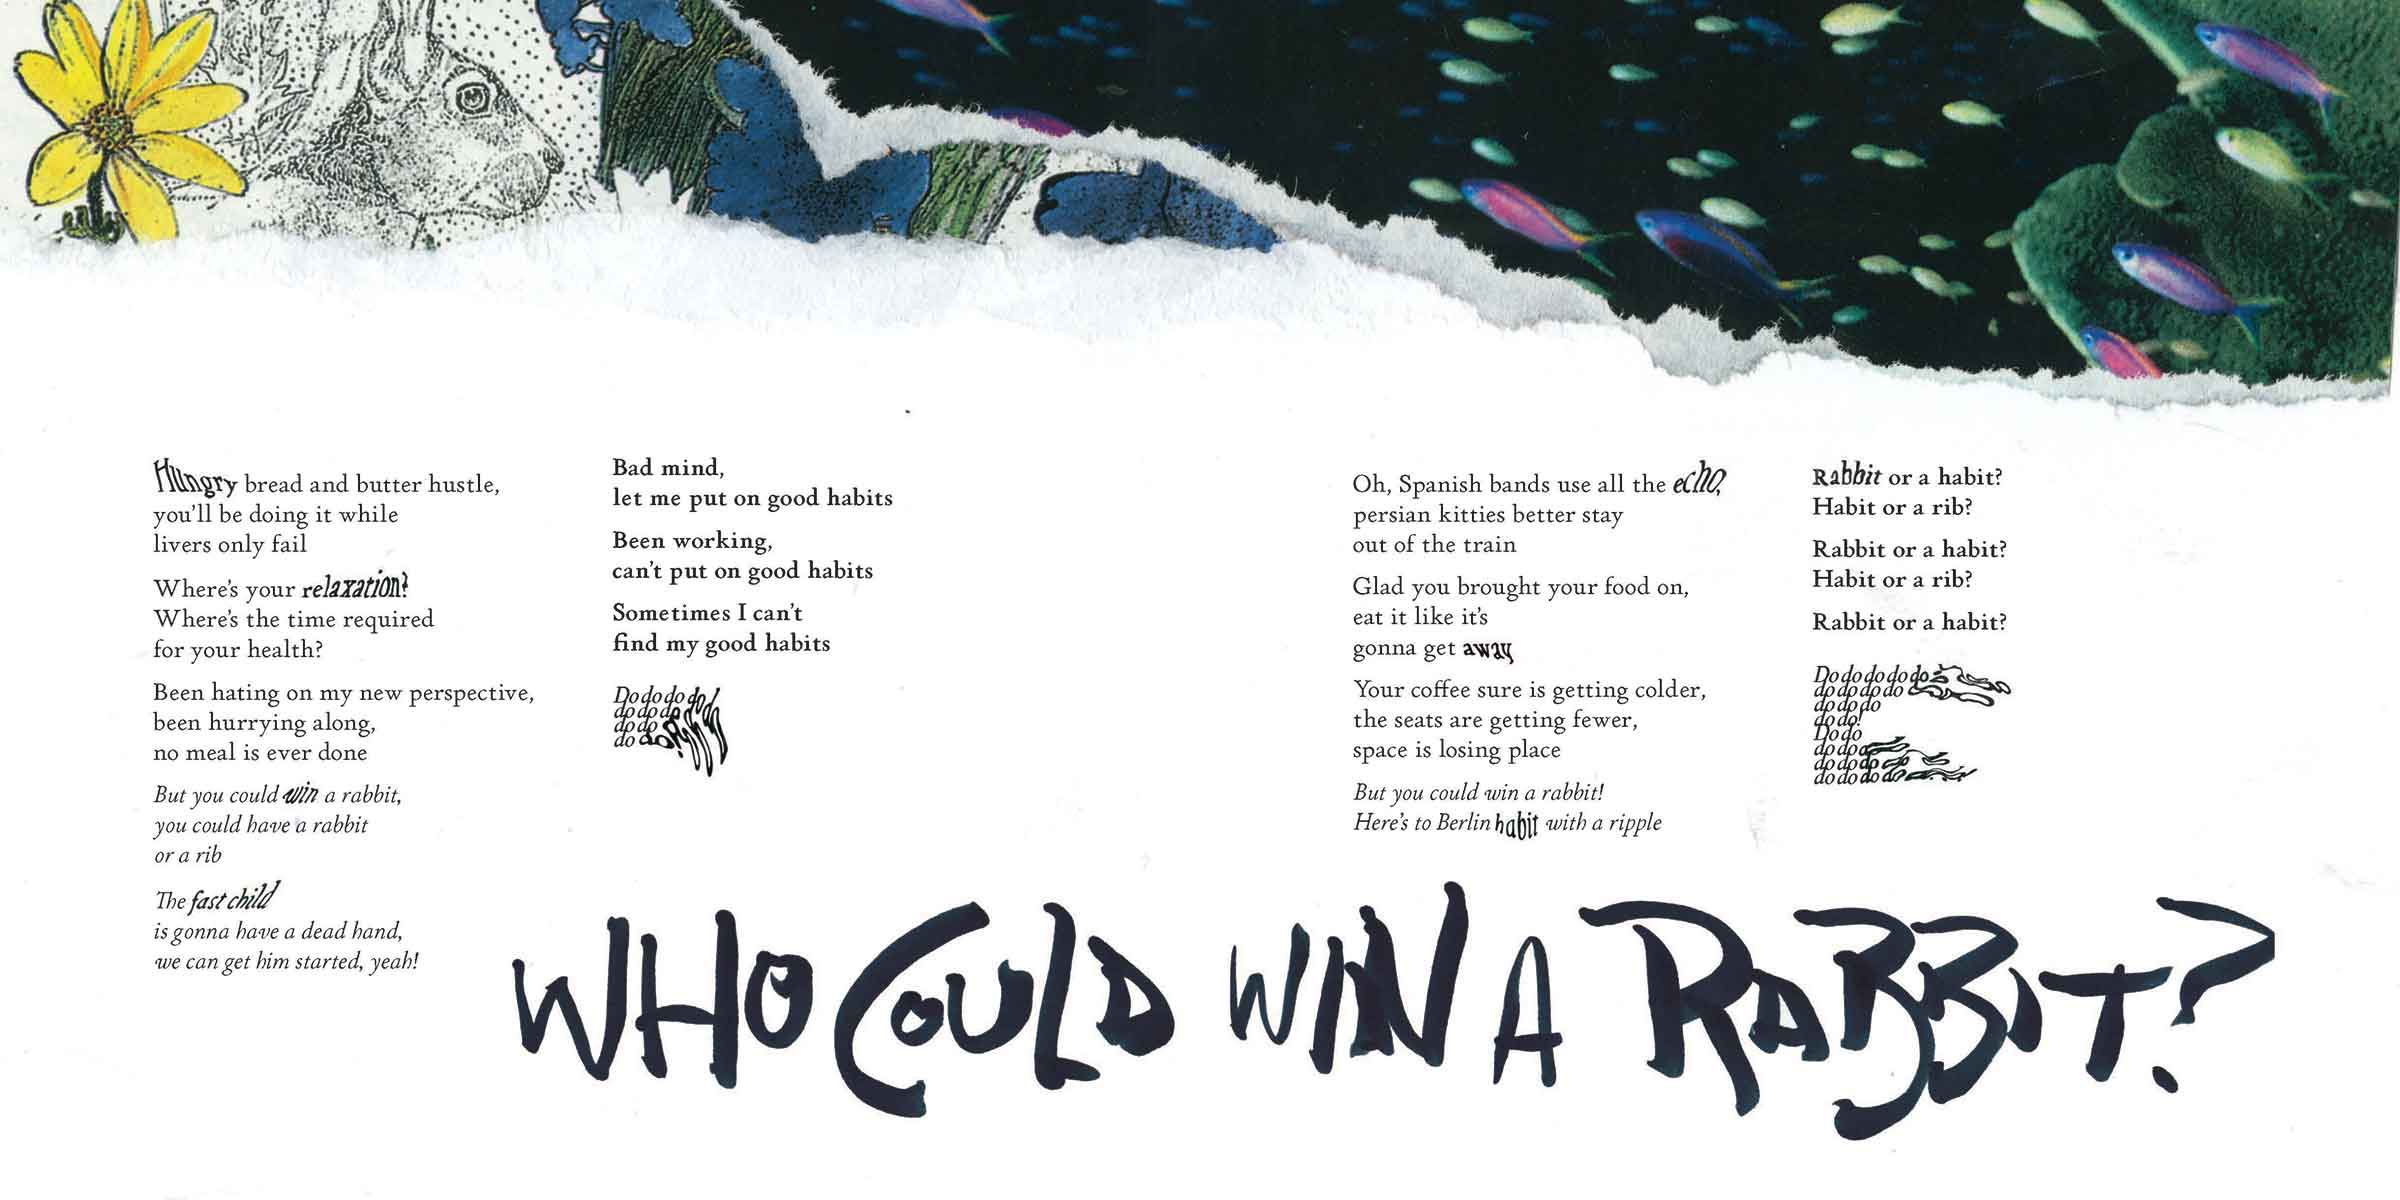 Hungry bread and butter hustle,
you'll be doing it while
livers only fail
Where's your relaxation?
Where's the time required
for your health?
Been hating on my new perspective,
been hurrying along,
no meal is ever done
But you could win a rabbit,
you could have a rabbit
or a rib
The fast child
is gonna have a dead hand,
we can get him started, yeah!
Bad mind,
let me put on good habits
Been working,
can't put on good habits
Sometimes I can't
find my good habits
Do do do do
do do do
do do
do
Oh, Spanish bands use all the echo,
persian kitties better stay
out of the train
Glad you brought your food on,
eat it like it's
gonna get away
Your coffee sure is getting colder,
the seats are getting fewer,
space is losing place
But you could win a rabbit!
Here's to Berlin habit with a ripple
Rabbit or a habit?
Habit or a rib?
Rabbit or a habit?
Habit or a rib?
Rabbit or a habit?
Do do do do do
do do do do
do do do
do do!
Do do
do do
do do do
do do do do
WHO COULD WIN A RABBIT?